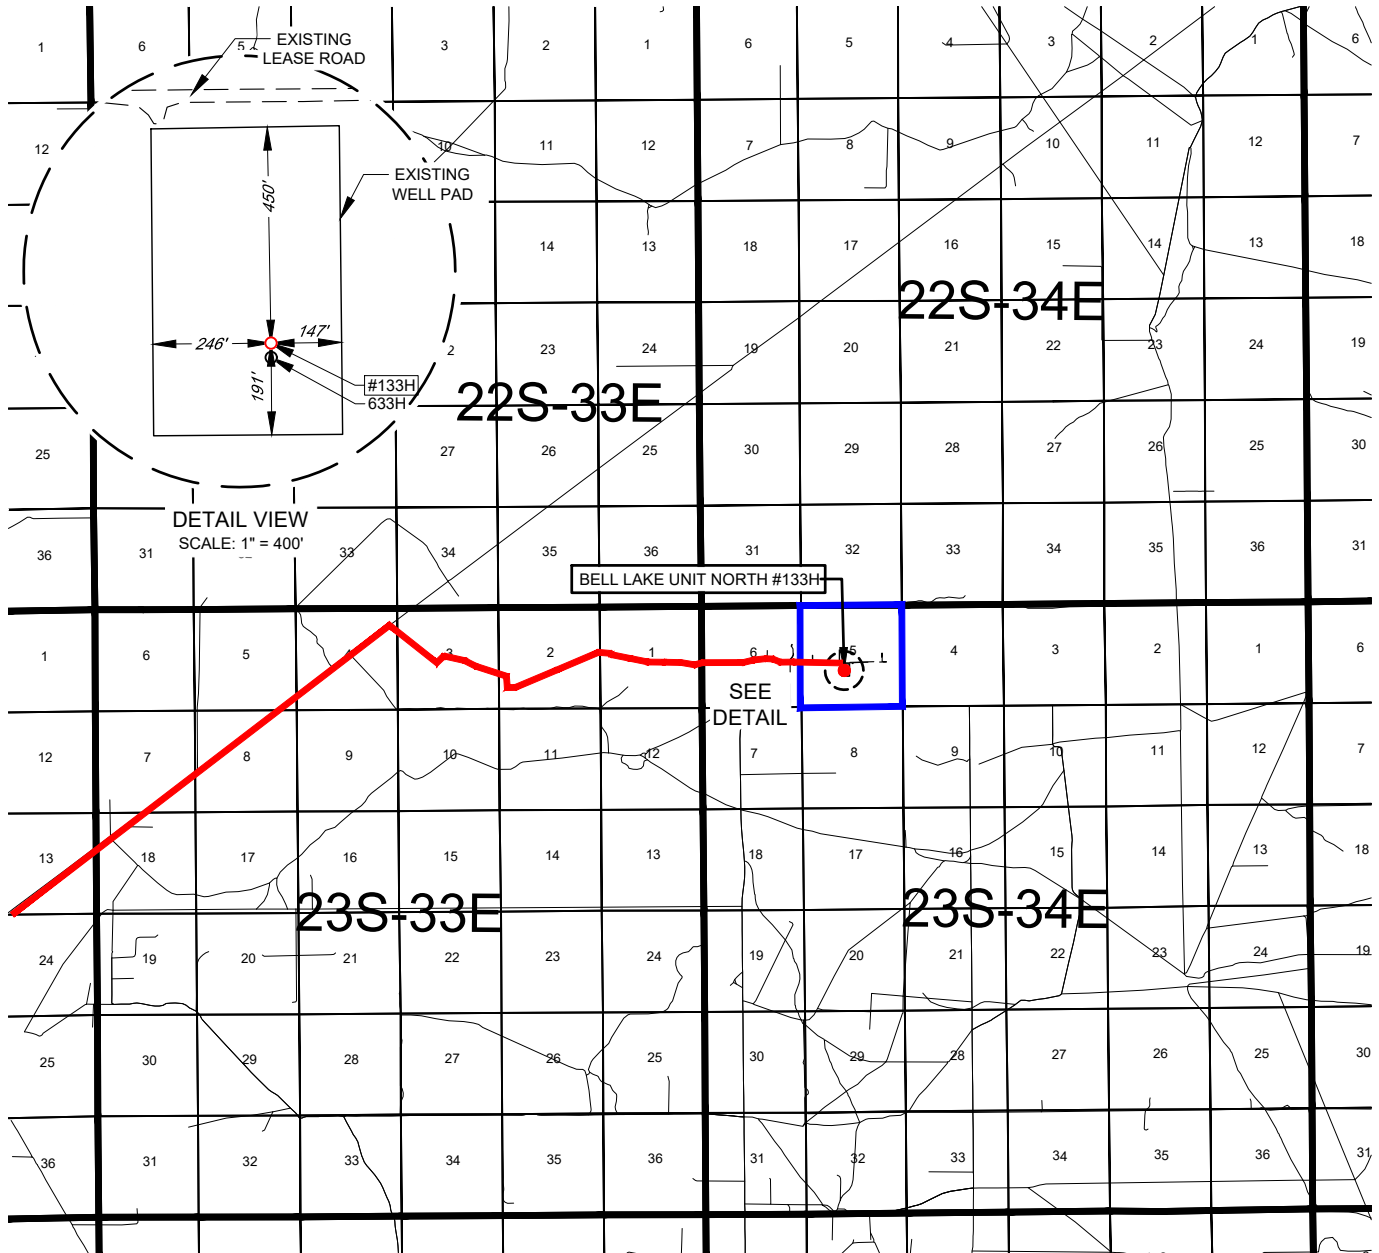 1 6 5 3 2 1 6 5 4 3 2 1 6
EXISTING
LEASE ROAD
12 10 11 12 7 8 9 10 11 12 7
EXISTING
WELL PAD
450'
14 13 18 17 16 15 14 13 18
22S-34E
246' 147'
191'
#133H
633H
2 23 24 19 20 21 22 23 24 19
22S-33E
25 27 26 25 30 29 28 27 26 25 30
DETAIL VIEW
SCALE: 1" = 400'
36 31 33 34 35 36 31 32 33 34 35 36 31
BELL LAKE UNIT NORTH #133H
1 6 5 4 3 2 1 6 5 4 3 2 1 6
SEE
DETAIL
12 7 8 9 10 11 12 7 8 9 10 11 12 7
13 18 17 16 15 14 13 18 17 16 15 14 13 18
23S-33E 23S-34E
24 19 20 21 22 23 24 19 20 21 22 23 24 19
25 30 29 28 27 26 25 30 29 28 27 26 25 30
36 31 32 33 34 35 36 31 32 33 34 35 36 31